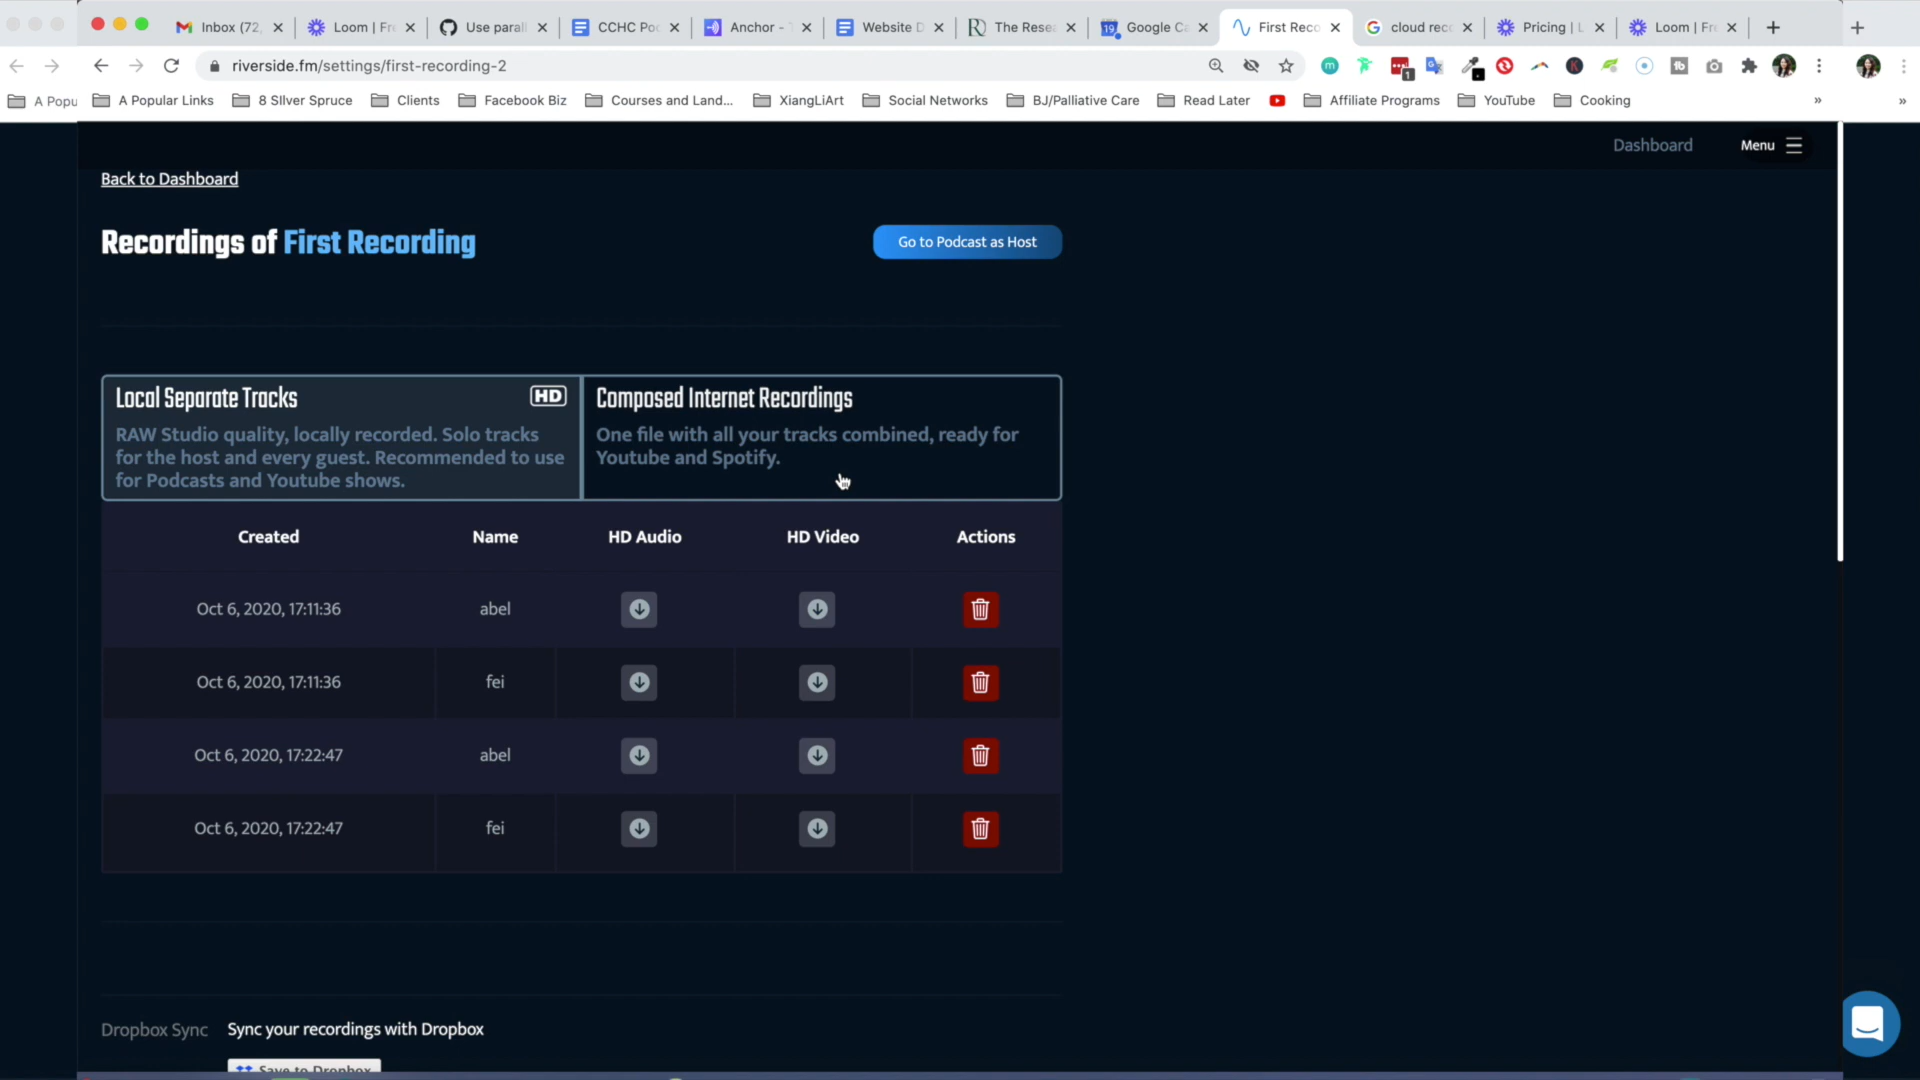 Inbox (72,
Loom | Fr
Use paral
CCHC Po
Anchor -
Website D
The Resea
Google Ca
First Reco
cloud reco
Pricing | L
Loom | Fr
riverside.fm/settings/first-recording-2
1
A Popu
A Popular Links
8 SIlver Spruce
Clients
Facebook Biz
Courses and Land...
XiangLiArt
Social Networks
BJ/Palliative Care
Read Later
Affiliate Programs
YouTube
Cooking
»
»
Dashboard
Menu
Back to Dashboard
Recordings of First Recording
Go to Podcast as Host
Local Separate Tracks
HD
RAW Studio quality, locally recorded. Solo tracks
for the host and every guest. Recommended to use
for Podcasts and Youtube shows.
Composed Internet Recordings
One file with all your tracks combined, ready for
Youtube and Spotify.
Created Name HD Audio HD Video Actions
Oct 6, 2020, 17:11:36 abel
Oct 6, 2020, 17:11:36 fei
Oct 6, 2020, 17:22:47 abel
Oct 6, 2020, 17:22:47 fei
Dropbox Sync
Sync your recordings with Dropbox
Save to Dropbox